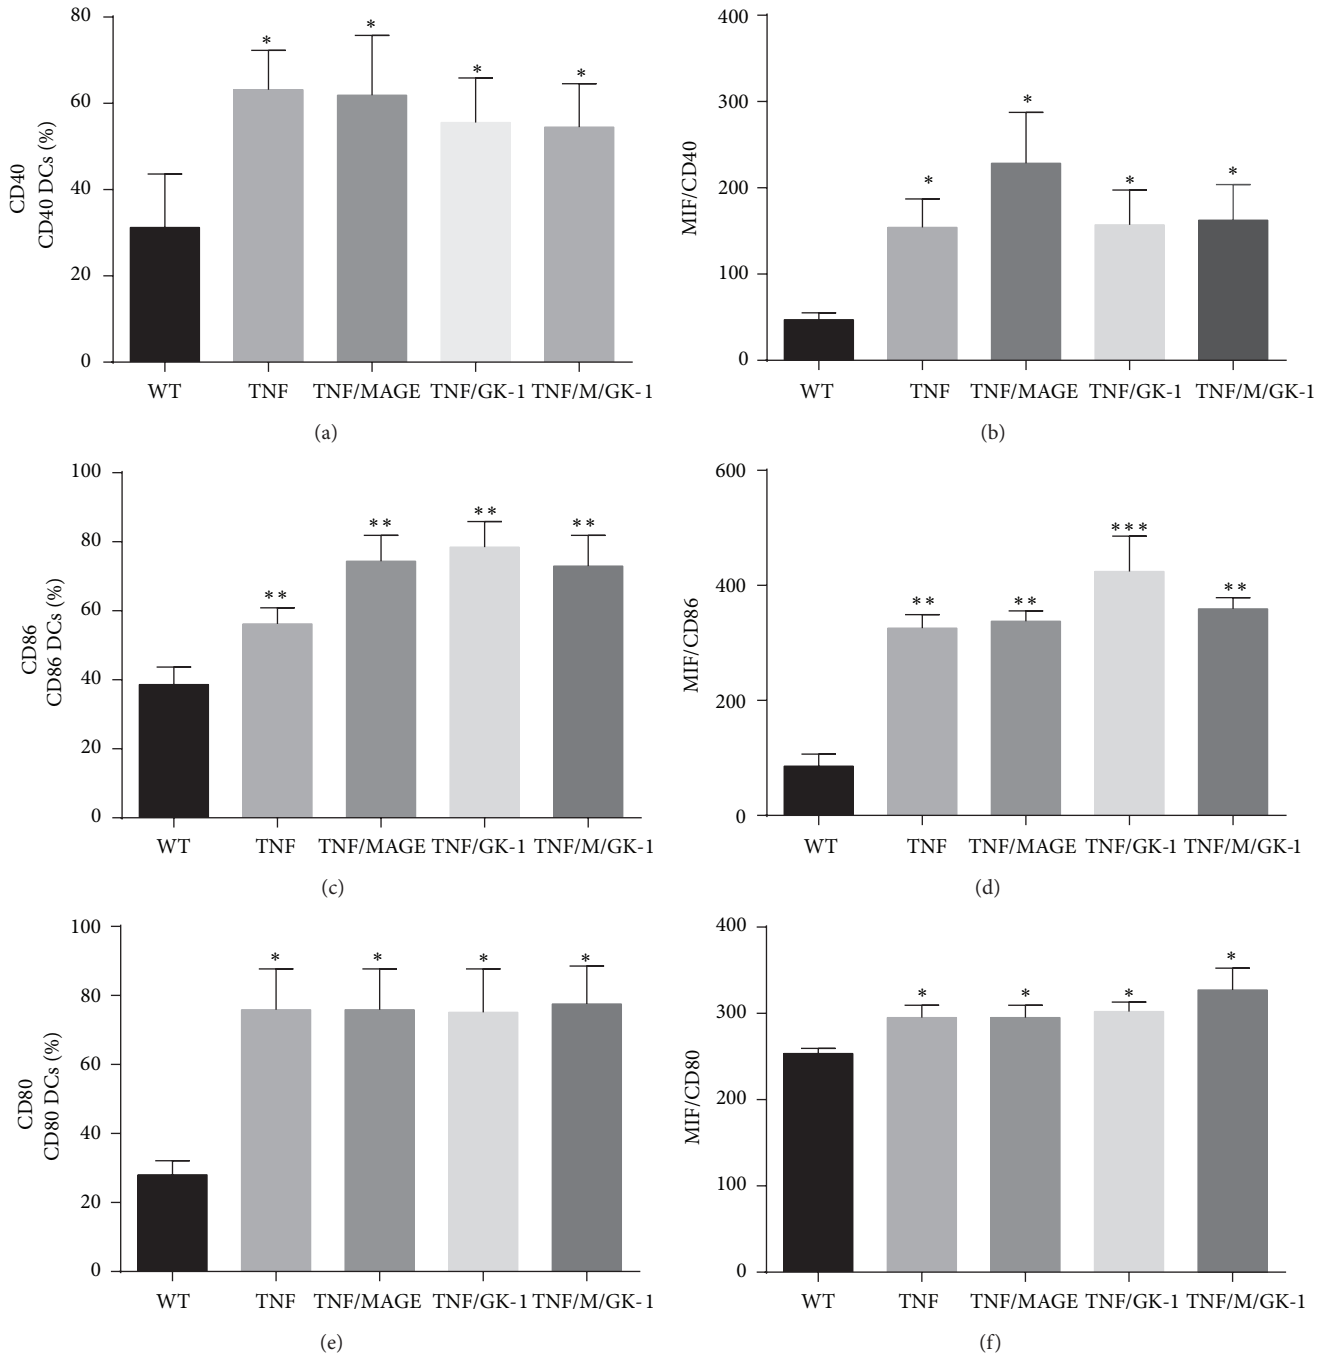 80
60
40
20
0
CD40
CD40 DCs (%)
*
*
*
*
WT TNF TNF/MAGE TNF/GK-1 TNF/M/GK-1
(a)
400
300
200
100
0
MIF/CD40
*
*
*
*
WT TNF TNF/MAGE TNF/GK-1 TNF/M/GK-1
(b)
100
80
60
40
20
0
CD86
CD86 DCs (%)
**
**
**
**
WT TNF TNF/MAGE TNF/GK-1 TNF/M/GK-1
(c)
600
400
200
0
MIF/CD86
**
**
***
**
WT TNF TNF/MAGE TNF/GK-1 TNF/M/GK-1
(d)
100
80
60
40
20
0
CD80
CD80 DCs (%)
*
*
*
*
WT TNF TNF/MAGE TNF/GK-1 TNF/M/GK-1
(e)
400
300
200
100
0
MIF/CD80
*
*
*
*
WT TNF TNF/MAGE TNF/GK-1 TNF/M/GK-1
(f)